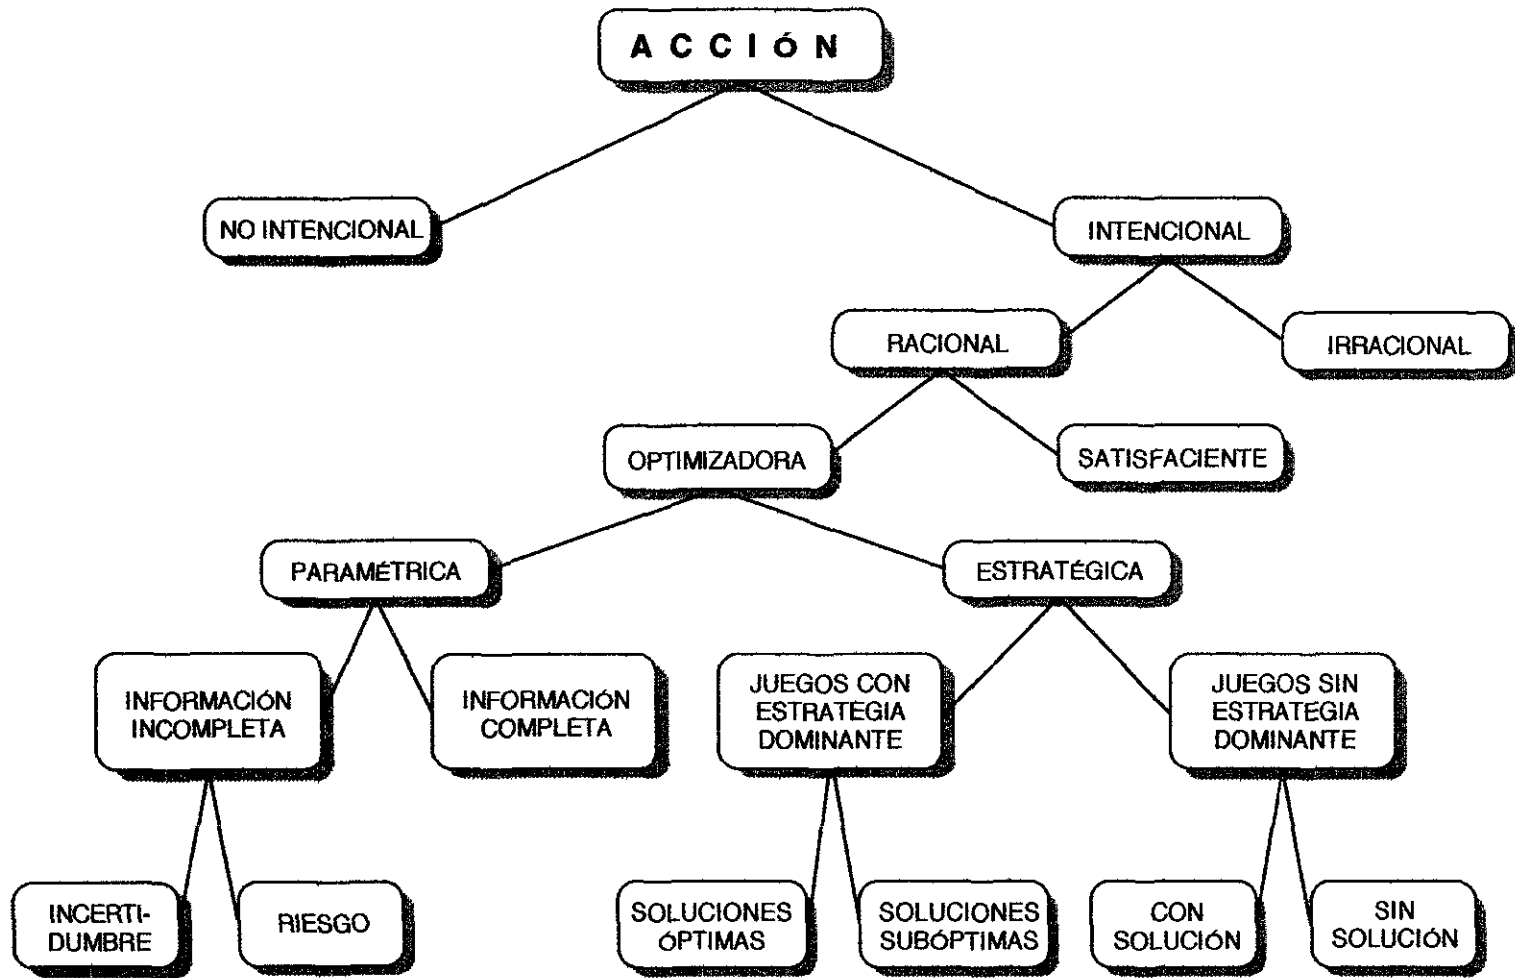 ACCIÓN
NO INTENCIONAL
INTENCIONAL
RACIONAL
IRRACIONAL
OPTIMIZADORA
SATISFACIENTE
PARAMÉTRICA
ESTRATÉGICA
INFORMACIÓN
INCOMPLETA
INFORMACIÓN
COMPLETA
JUEGOS CON
ESTRATEGIA
DOMINANTE
JUEGOS SIN
ESTRATEGIA
DOMINANTE
INCERTI-
DUMBRE
RIESGO
SOLUCIONES
ÓPTIMAS
SOLUCIONES
SUBÓPTIMAS
CON
SOLUCIÓN
SIN
SOLUCIÓN